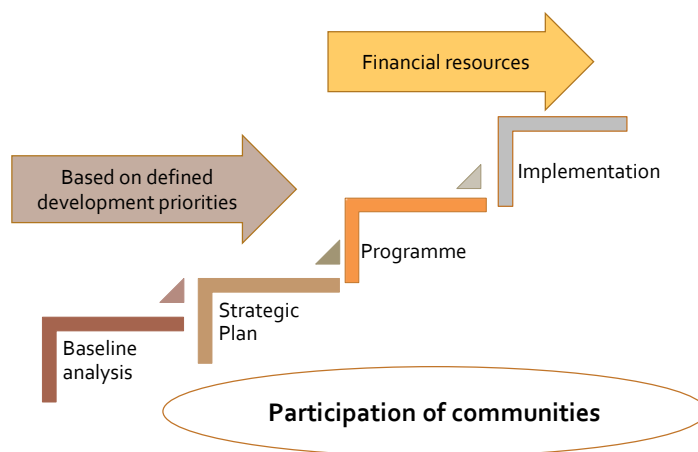 Financial resources
Based on defined
development priorities
Implementation
Programme
Strategic
Plan
Baseline
analysis
Participation of communities